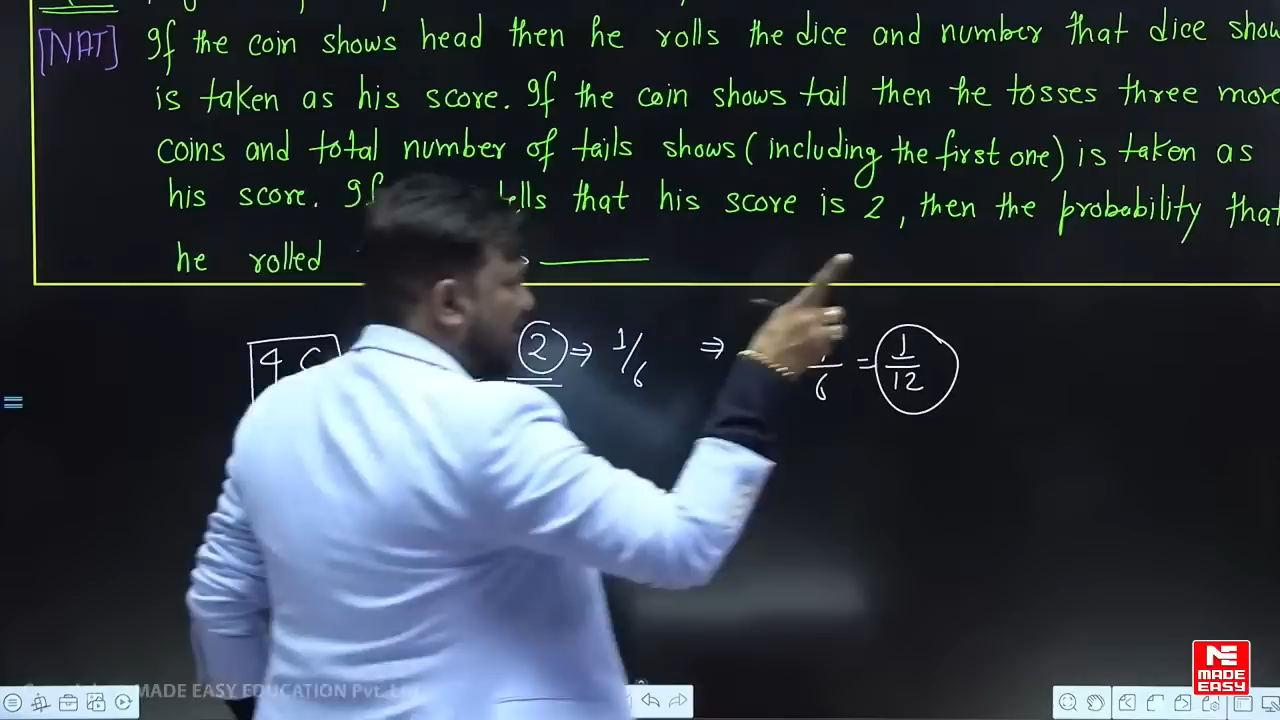 [NAT] If the coin shows head then he rolls the dice and number that dice show
is taken as his score. If the coin shows tail then he tosses three more
coins and total number of tails shows (including the first one) is taken as
his score. If ells that his score is 2, then the probability that
he rolled
2 ⇒ 1/6 ⇒ 6 = 1/12
MADE EASY EDUCATION Pvt.
ME
MADE
EASY